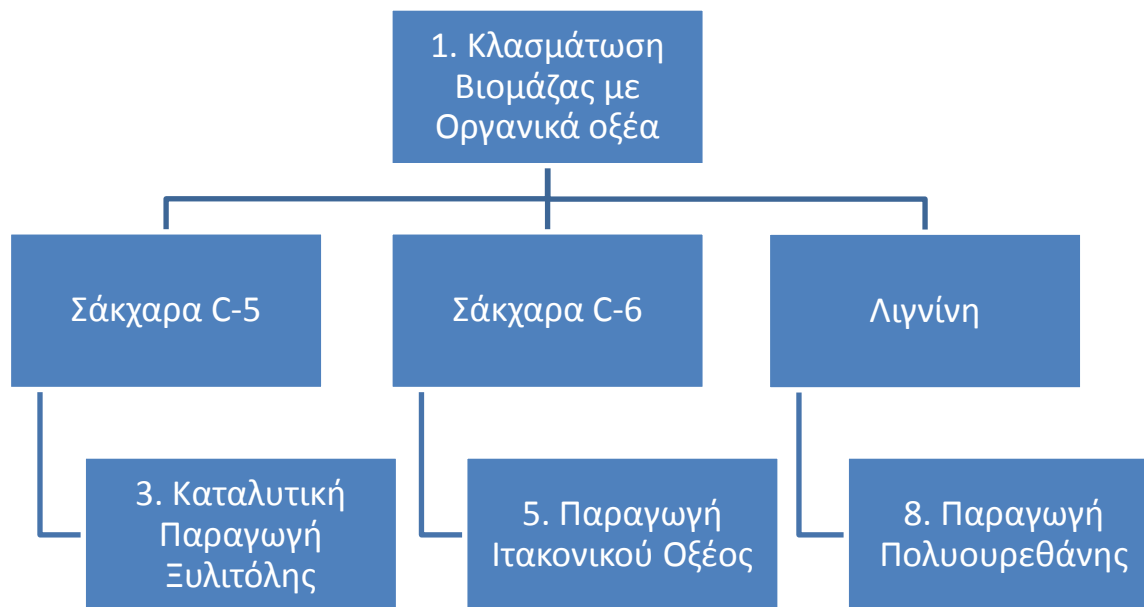 1. Κλασμάτωση
Βιομάζας με
Οργανικά οξέα
Σάκχαρα C-5
Σάκχαρα C-6
Λιγνίνη
3. Καταλυτική
Παραγωγή
Ξυλιτόλης
5. Παραγωγή
Ιτακονικού Οξέος
8. Παραγωγή
Πολυουρεθάνης